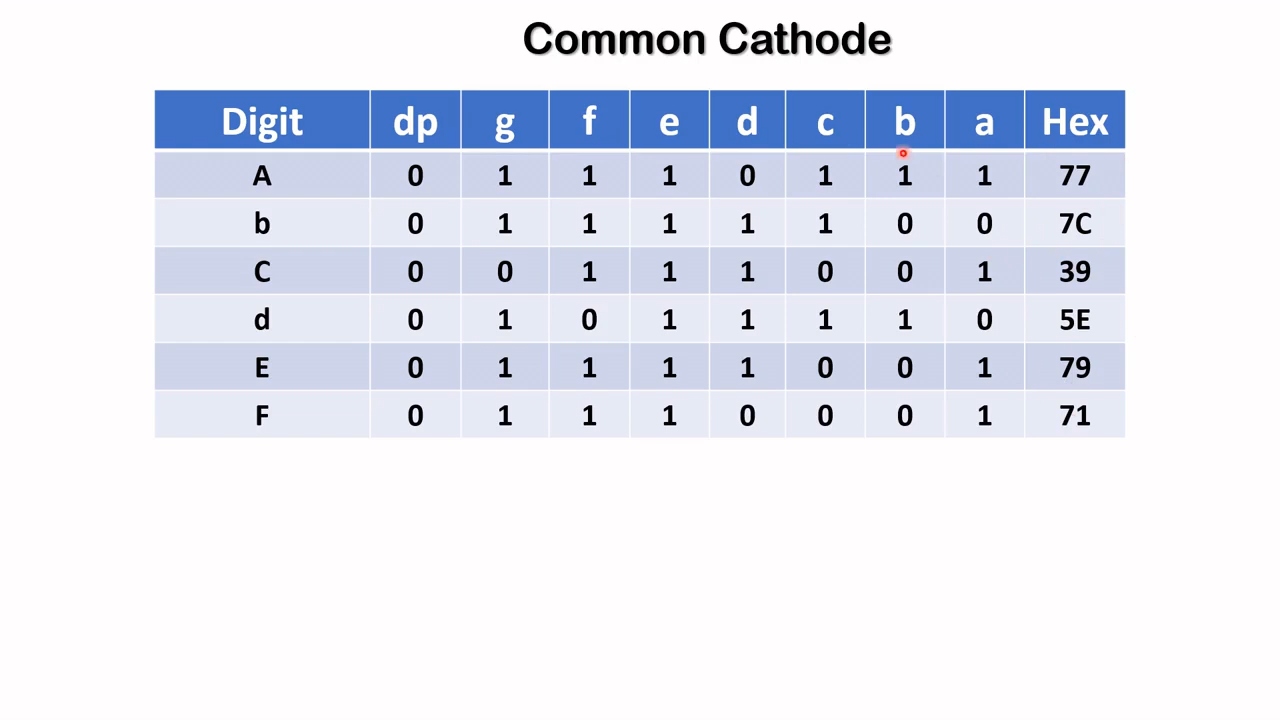 Common Cathode
Digit dp g f e d c b a Hex
A 0 1 1 1 0 1 1 1 77
b 0 1 1 1 1 1 0 0 7C
C 0 0 1 1 1 0 0 1 39
d 0 1 0 1 1 1 1 0 5E
E 0 1 1 1 1 0 0 1 79
F 0 1 1 1 0 0 0 1 71